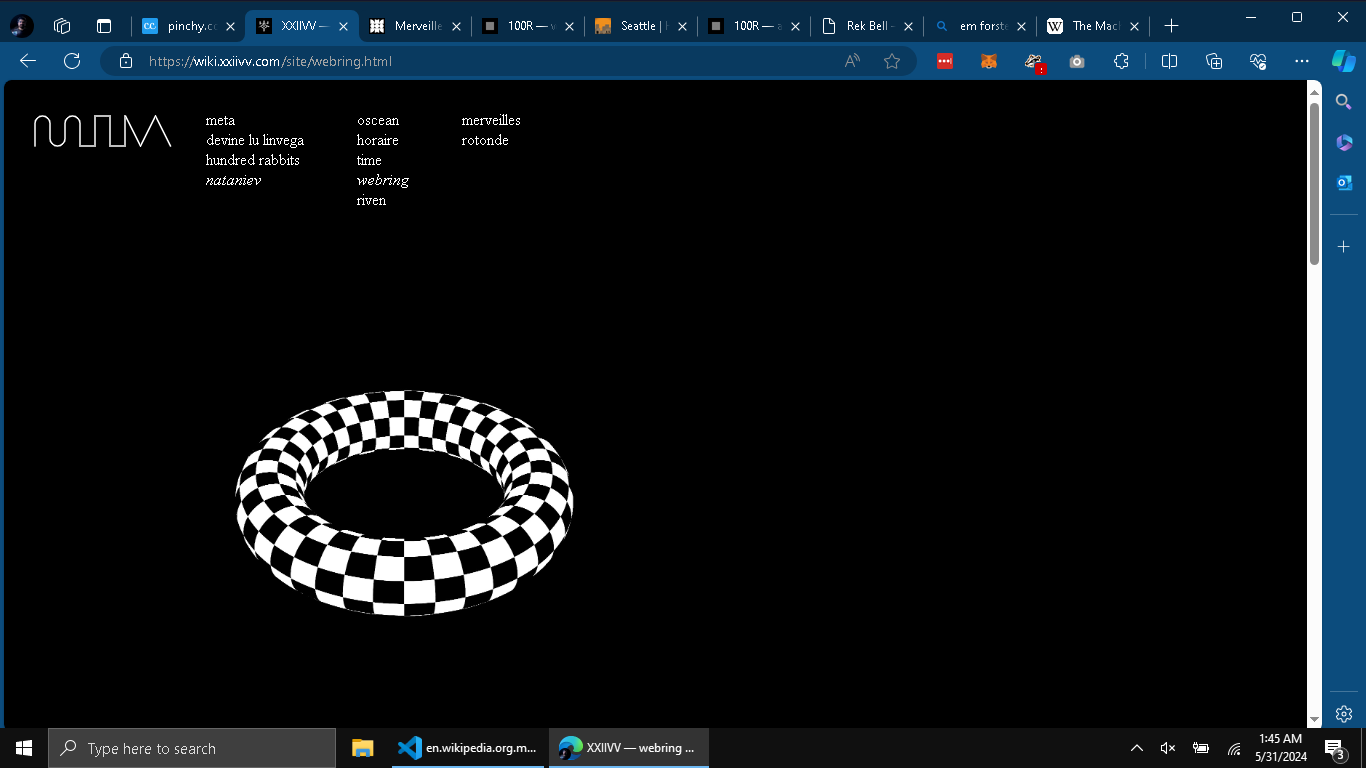 cc pinchy.cc
XXIIVV —
Merveille
100R — v
Seattle | H
100R — a
Rek Bell -
em forste
W The Mac
https://wiki.xxiivv.com/site/webring.html
meta oscean merveilles
devine lu linvega horaire rotonde
hundred rabbits time
nataniev webring
riven
Type here to search
en.wikipedia.org.m...
XXIIVV — webring ...
1:45 AM
5/31/2024
3